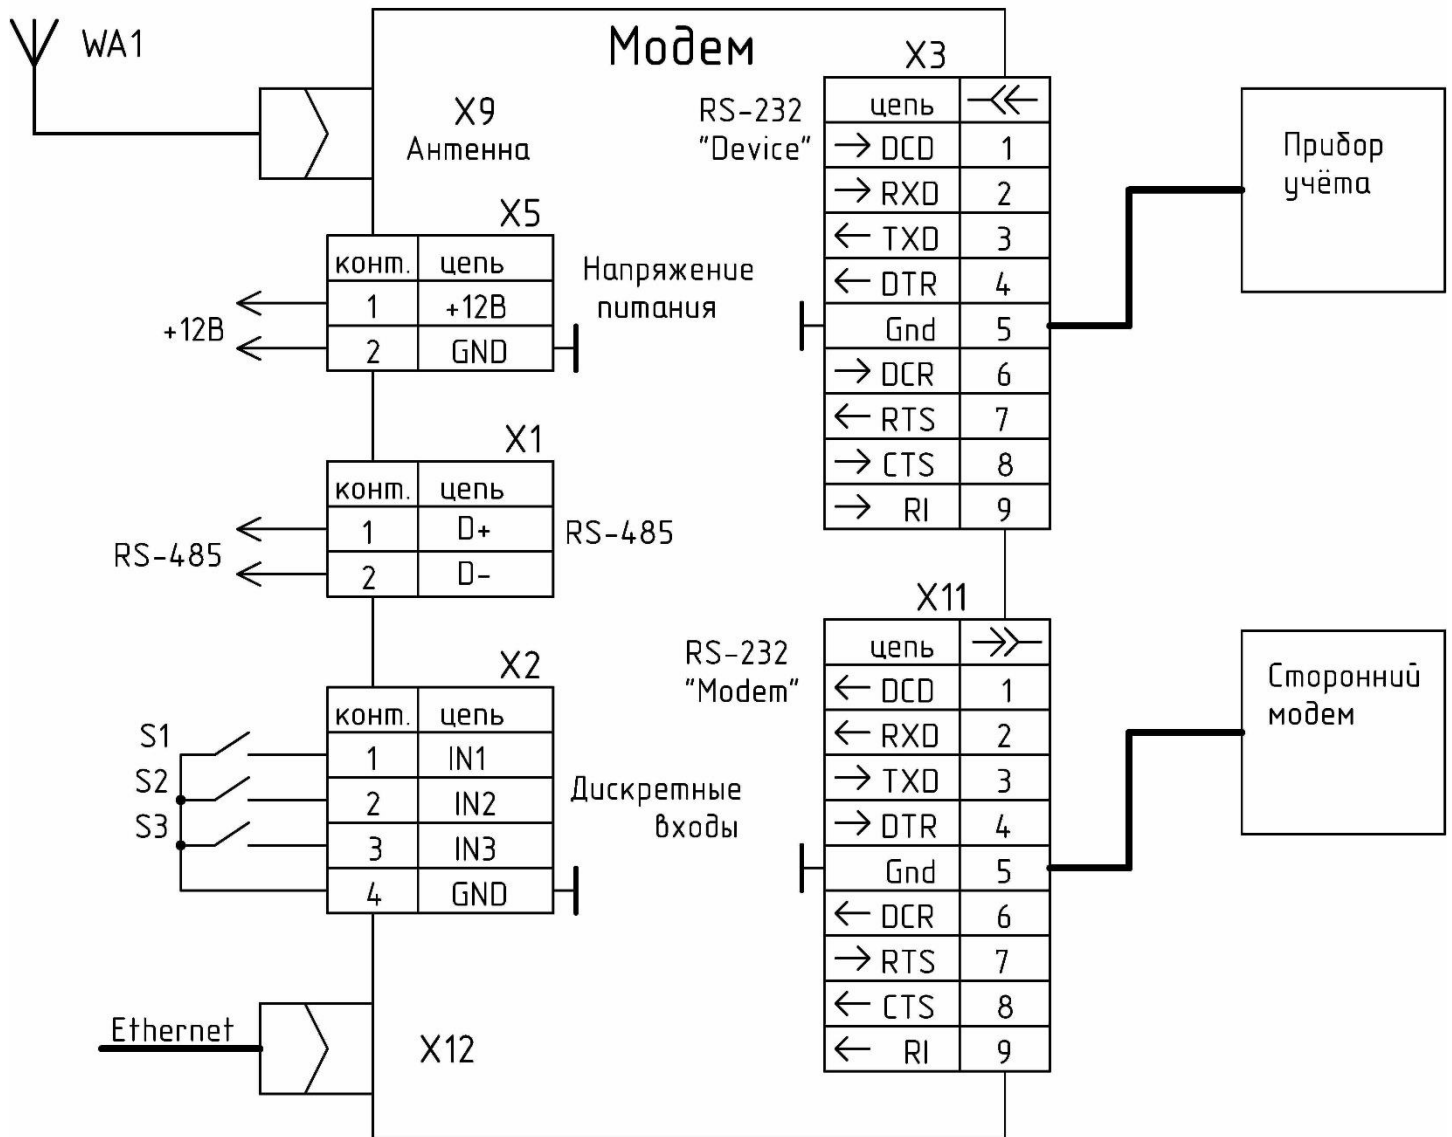 WA1
Модем
X9
Антенна
X5
конт. цепь
1 +12В
2 GND
+12В
Напряжение
питания
X1
конт. цепь
1 D+
2 D-
RS-485
RS-485
X2
конт. цепь
1 IN1
2 IN2
3 IN3
4 GND
S1
S2
S3
Дискретные
входы
Ethernet
X12
X3
RS-232
"Device"
цепь
→ DCD 1
→ RXD 2
← TXD 3
← DTR 4
Gnd 5
→ DCR 6
← RTS 7
→ CTS 8
→ RI 9
Прибор
учёта
X11
RS-232
"Modem"
цепь
← DCD 1
← RXD 2
→ TXD 3
→ DTR 4
Gnd 5
← DCR 6
→ RTS 7
← CTS 8
← RI 9
Сторонний
модем